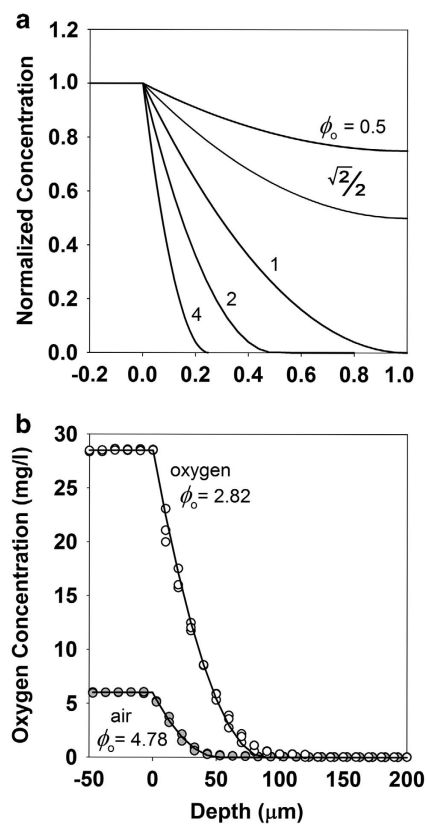 a
Normalized Concentration
1.2
1.0
0.8
0.6
0.4
0.2
0.0
ϕo = 0.5
√2/2
1
2
4
-0.2 0.0 0.2 0.4 0.6 0.8 1.0
b
Oxygen Concentration (mg/l)
30
25
20
15
10
5
0
oxygen
ϕo = 2.82
air
ϕo = 4.78
-50 0 50 100 150 200
Depth (μm)